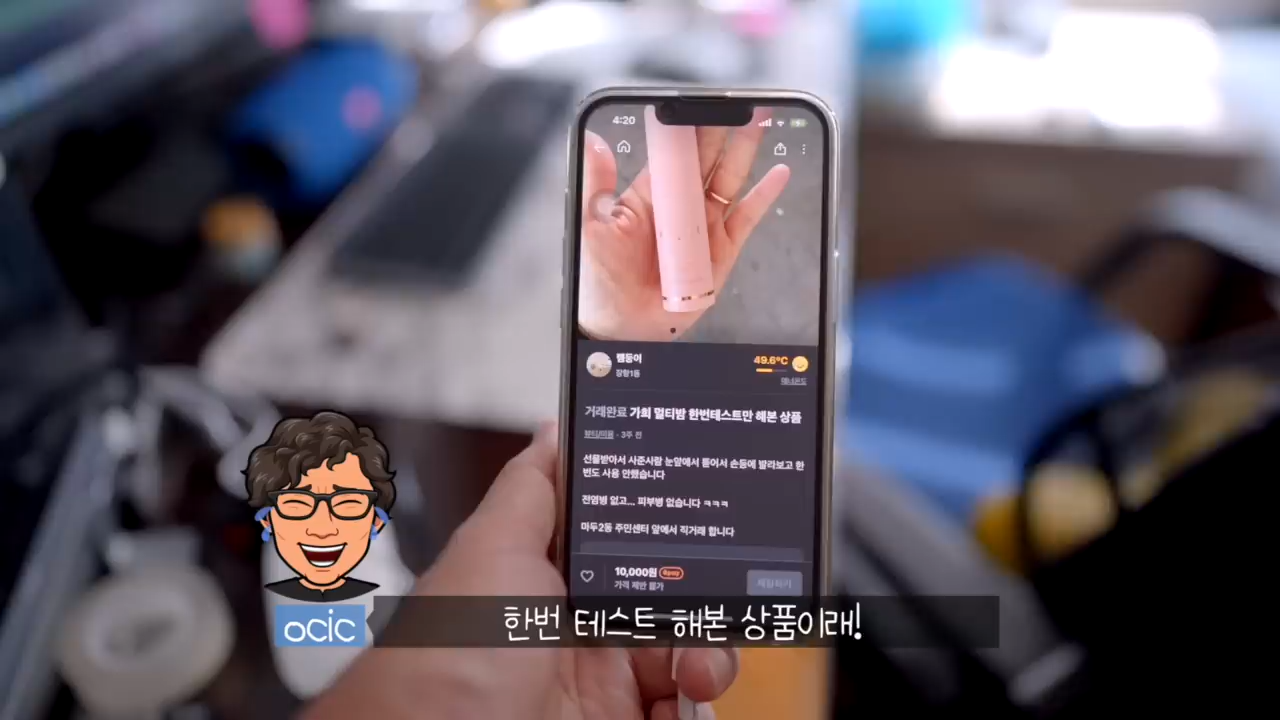 4:20
햄둥이
장항1동
49.6°C
매너온도
거래완료 가희 멀티밤 한번테스트만 해본 상품
뷰티/미용 · 3주 전
선물받아서 사준사람 눈앞에서 뜯어서 손등에 발라보고 한
번도 사용 안했습니다
전염병 없고... 피부병 없습니다 ㅋㅋㅋ
마두2동 주민센터 앞에서 직거래 합니다
10,000원
가격 제안 불가
채팅하기
ocic
한번 테스트 해본 상품이래!